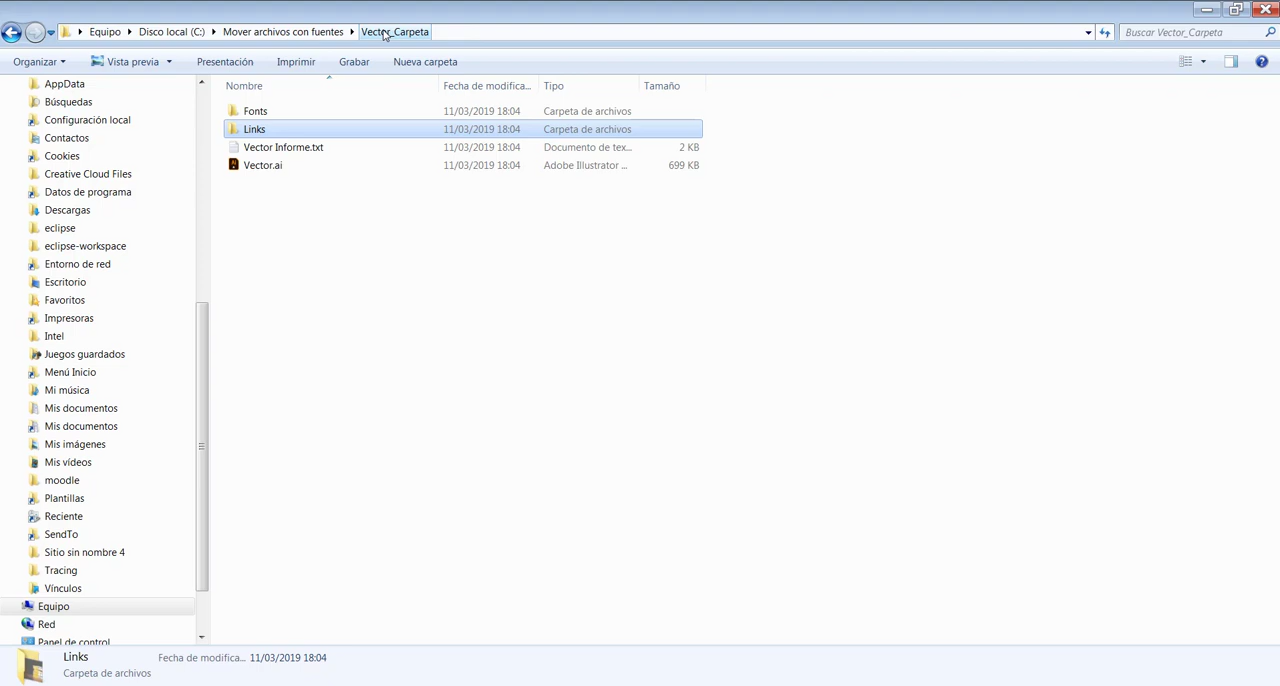 Equipo Disco local (C:) Mover archivos con fuentes Vector_Carpeta Buscar Vector_Carpeta
Organizar Vista previa Presentación Imprimir Grabar Nueva carpeta
AppData
Búsquedas
Configuración local
Contactos
Cookies
Creative Cloud Files
Datos de programa
Descargas
eclipse
eclipse-workspace
Entorno de red
Escritorio
Favoritos
Impresoras
Intel
Juegos guardados
Menú Inicio
Mi música
Mis documentos
Mis documentos
Mis imágenes
Mis vídeos
moodle
Plantillas
Reciente
SendTo
Sitio sin nombre 4
Tracing
Vínculos
Equipo
Red
Panel de control
Nombre Fecha de modifica... Tipo Tamaño
Fonts 11/03/2019 18:04 Carpeta de archivos
Links 11/03/2019 18:04 Carpeta de archivos
Vector Informe.txt 11/03/2019 18:04 Documento de tex... 2 KB
Vector.ai 11/03/2019 18:04 Adobe Illustrator ... 699 KB
Links Fecha de modifica... 11/03/2019 18:04
Carpeta de archivos